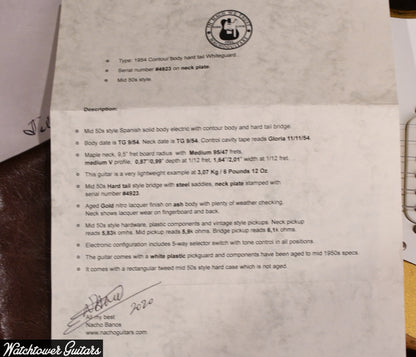 Type: 1954 Contour body hard tail Whiteguard.
Serial number #4923 on neck plate.
Mid 50s style.
Description:
Mid 50s style Spanish solid body electric with contour body and hard tail bridge.
Body date is TG 9/54. Neck date is TG 9/54. Control cavity tape reads Gloria 11/11/54.
Maple neck, 9,5" fret board radius with Medium 95/47 frets,
medium V profile. 0,87"/0,99" depth at 1/12 fret, 1,64"/2,01" width at 1/12 fret.
This guitar is a very lightweight example at 3,07 Kg / 6 Pounds 12 Oz.
Mid 50s Hard tail style bridge with steel saddles, neck plate stamped with
serial number #4923.
Aged Gold nitro lacquer finish on ash body with plenty of weather checking.
Neck shows lacquer wear on fingerboard and back.
Mid 50s style hardware, plastic components and vintage style pickups. Neck pickup
reads 5,83k ohms. Mid pickup reads 5,9k ohms. Bridge pickup reads 6,1k ohms.
Electronic configuration includes 5-way selector switch with tone control in all positions.
The guitar comes with a white plastic pickguard and components have been aged to mid 1950s specs.
It comes with a rectangular tweed mid 50s style hard case which is not aged.
2020
All my best
Nacho Banos
www.nachoguitars.com
Watchtower Guitars